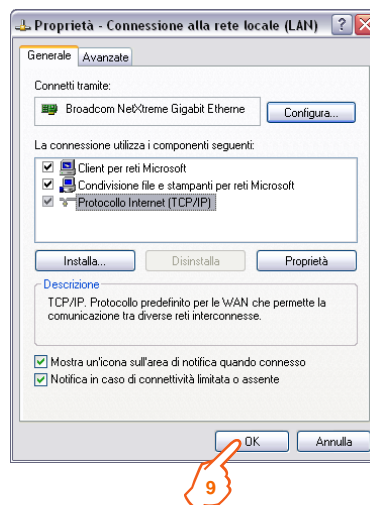 Proprietà - Connessione alla rete locale (LAN)
Generale Avanzate
Connetti tramite:
Broadcom NetXtreme Gigabit Etherne Configura...
La connessione utilizza i componenti seguenti:
Client per reti Microsoft
Condivisione file e stampanti per reti Microsoft
Protocollo Internet (TCP/IP)
Installa... Disinstalla Proprietà
Descrizione
TCP/IP. Protocollo predefinito per le WAN che permette la
comunicazione tra diverse reti interconnesse.
Mostra un'icona sull'area di notifica quando connesso
Notifica in caso di connettività limitata o assente
OK Annulla
9